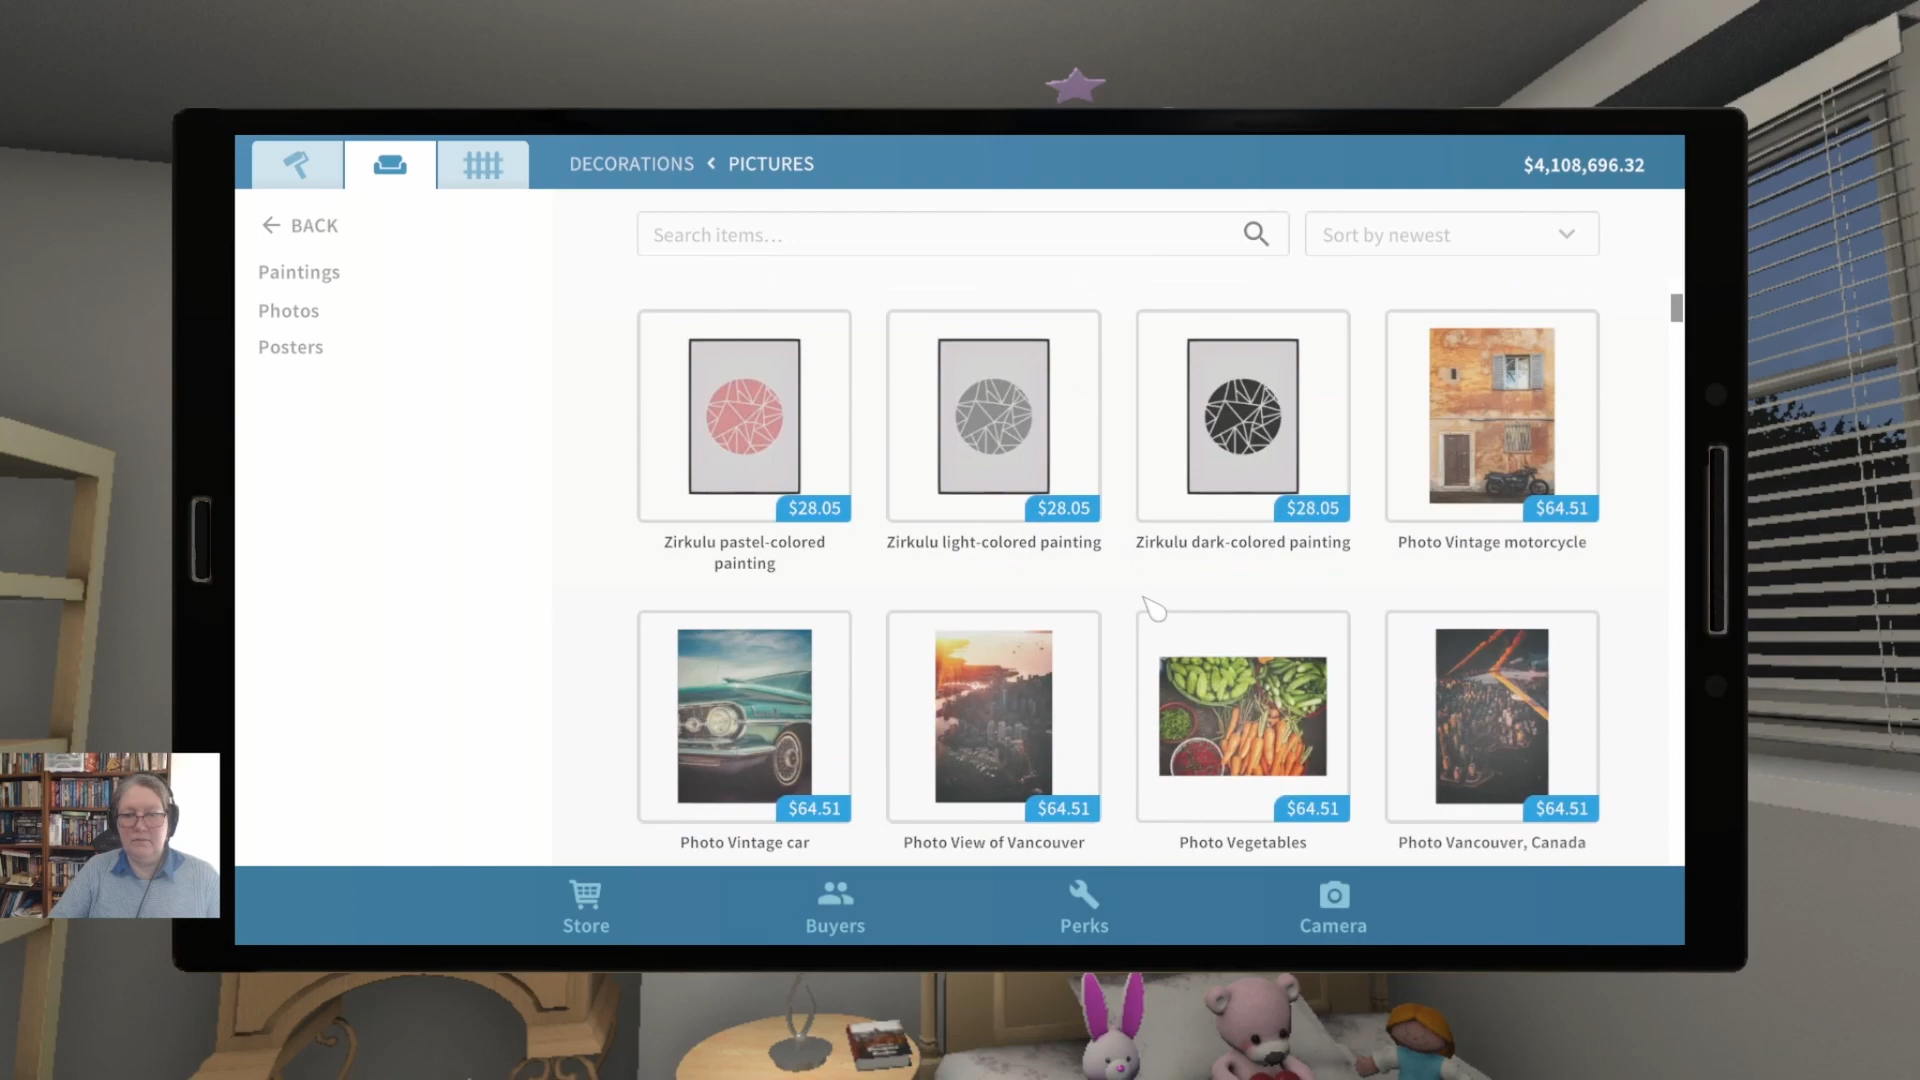 DECORATIONS < PICTURES
$4,108,696.32
BACK
Paintings
Photos
Posters
Search items...
Sort by newest
$28.05
$28.05
$28.05
$64.51
Zirkulu pastel-colored
painting
Zirkulu light-colored painting
Zirkulu dark-colored painting
Photo Vintage motorcycle
$64.51
$64.51
$64.51
$64.51
Photo Vintage car
Photo View of Vancouver
Photo Vegetables
Photo Vancouver, Canada
Store
Buyers
Perks
Camera